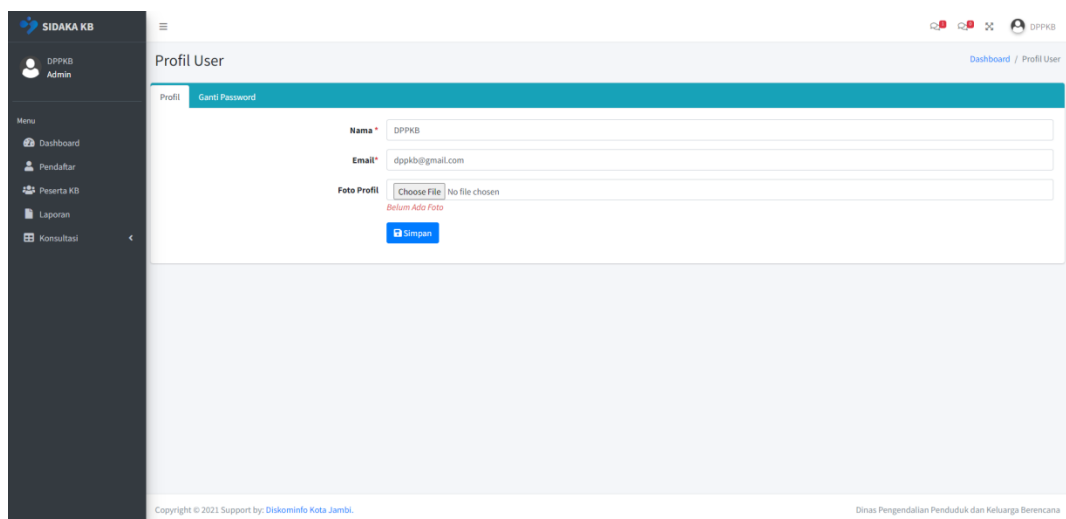 SIDAKA KB
DPPKB
DPPKB
Admin
Profil User
Dashboard / Profil User
Profil
Ganti Password
Menu
Dashboard
Pendaftar
Peserta KB
Laporan
Konsultasi
Nama *
DPPKB
Email*
dppkb@gmail.com
Foto Profil
Choose File No file chosen
Belum Ada Foto
Simpan
Copyright © 2021 Support by: Diskominfo Kota Jambi.
Dinas Pengendalian Penduduk dan Keluarga Berencana